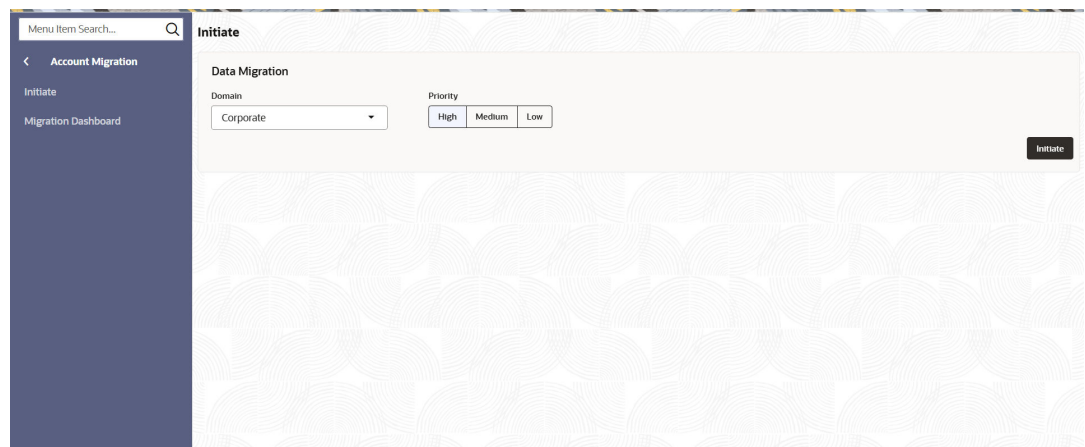 Menu Item Search...
Initiate
Account Migration
Initiate
Migration Dashboard
Data Migration
Domain
Priority
Corporate
High
Medium
Low
Initiate